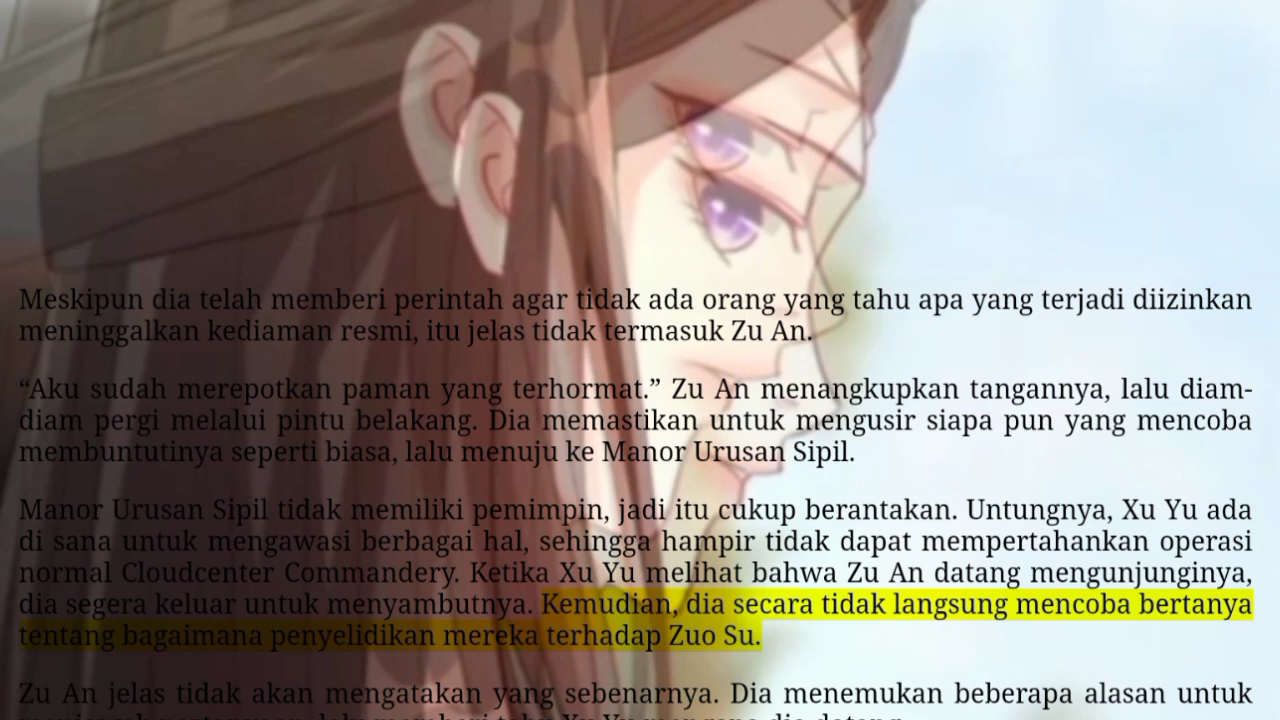 Meskipun dia telah memberi perintah agar tidak ada orang yang tahu apa yang terjadi diizinkan
meninggalkan kediaman resmi, itu jelas tidak termasuk Zu An.
“Aku sudah merepotkan paman yang terhormat.” Zu An menangkupkan tangannya, lalu diam-
diam pergi melalui pintu belakang. Dia memastikan untuk mengusir siapa pun yang mencoba
membuntutinya seperti biasa, lalu menuju ke Manor Urusan Sipil.
Manor Urusan Sipil tidak memiliki pemimpin, jadi itu cukup berantakan. Untungnya, Xu Yu ada
di sana untuk mengawasi berbagai hal, sehingga hampir tidak dapat mempertahankan operasi
normal Cloudcenter Commandery. Ketika Xu Yu melihat bahwa Zu An datang mengunjunginya,
dia segera keluar untuk menyambutnya. Kemudian, dia secara tidak langsung mencoba bertanya
tentang bagaimana penyelidikan mereka terhadap Zuo Su.
Zu An jelas tidak akan mengatakan yang sebenarnya. Dia menemukan beberapa alasan untuk